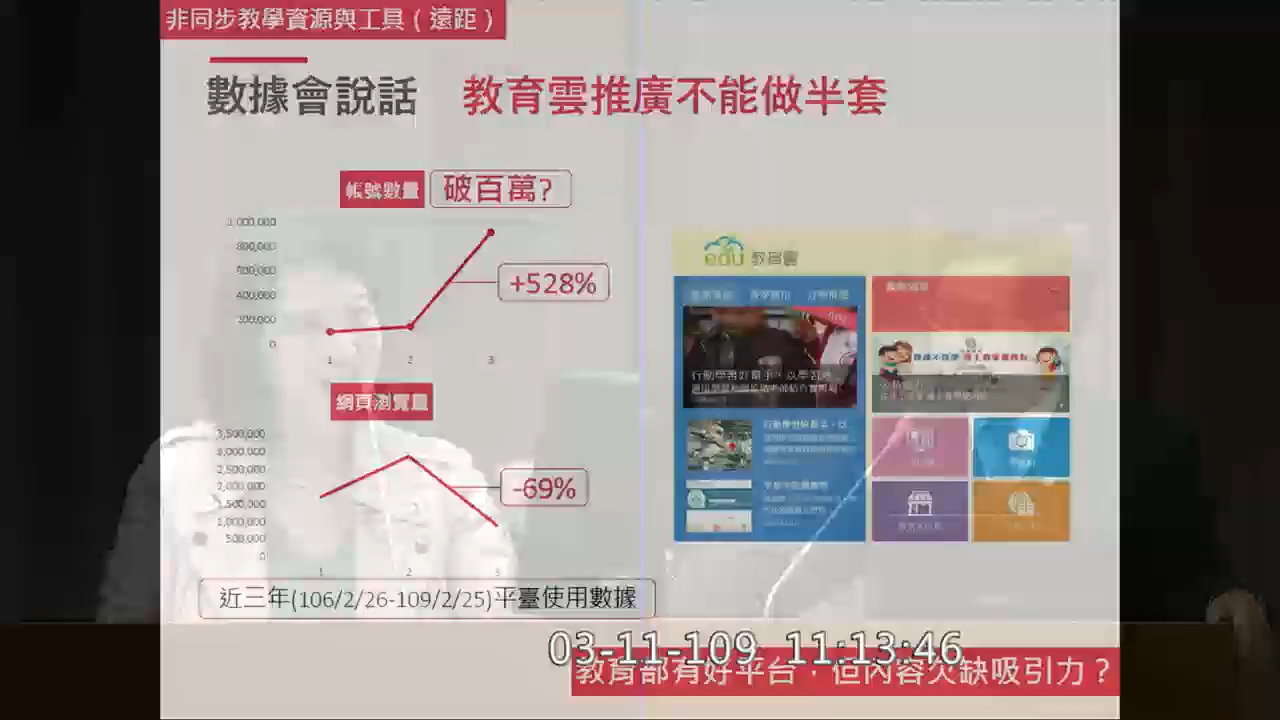 非同步教學資源與工具(遠距)
數據會說話 教育雲推廣不能做半套
帳號數量 破百萬?
1,000,000
800,000
600,000
400,000
200,000
0
+528%
1 2 3
網頁瀏覽量
3,500,000
3,000,000
2,500,000
2,000,000
1,500,000
1,000,000
500,000
0
-69%
1 2 3
近三年(106/2/26-109/2/25)平臺使用數據
edu 教育雲
03-11-109 11:13:46
教育部有好平台,但內容欠缺吸引力?